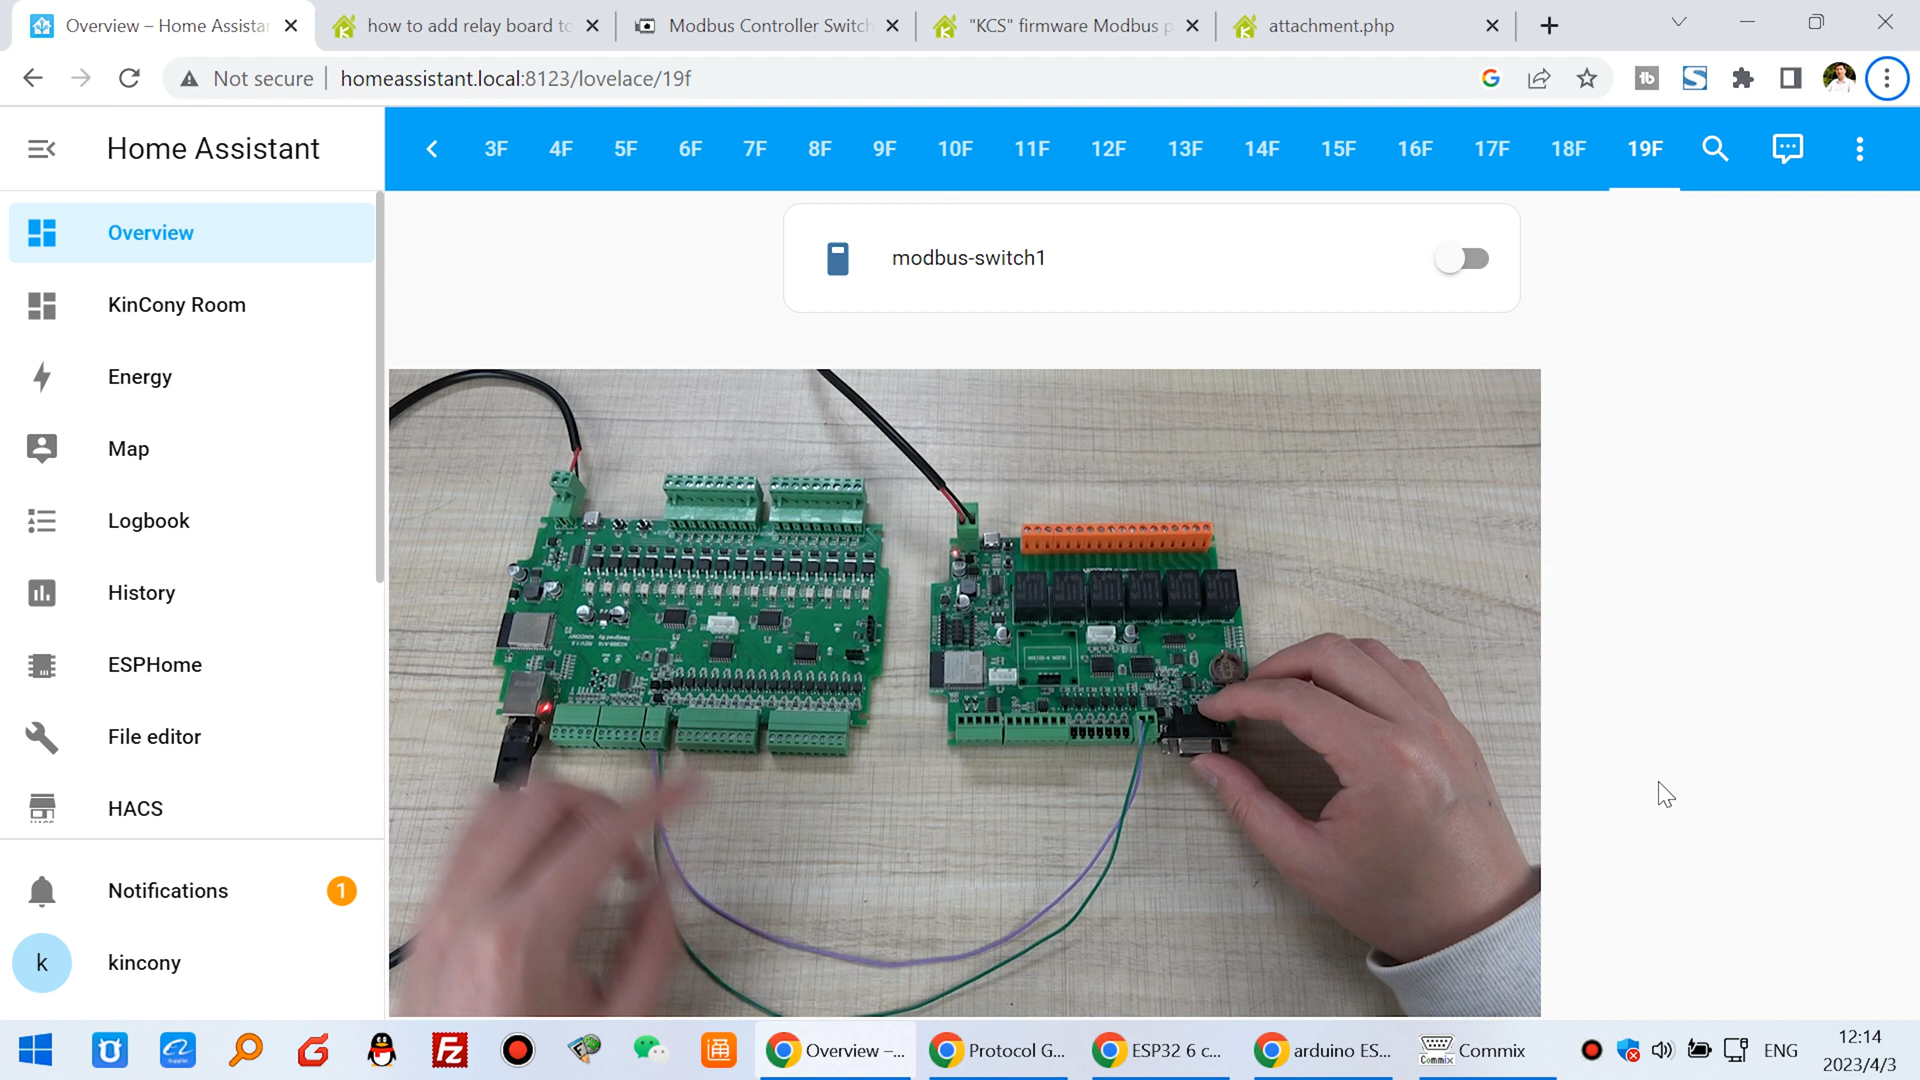 Overview – Home Assistar
how to add relay board to
Modbus Controller Switch
"KCS" firmware Modbus p
attachment.php
Not secure
homeassistant.local:8123/lovelace/19f
Home Assistant
3F 4F 5F 6F 7F 8F 9F 10F 11F 12F 13F 14F 15F 16F 17F 18F 19F
Overview
modbus-switch1
KinCony Room
Energy
Map
Logbook
History
ESPHome
File editor
HACS
Notifications
1
k
kincony
Overview –...
Protocol G...
ESP32 6 c...
arduino ES...
Commix
ENG
12:14
2023/4/3